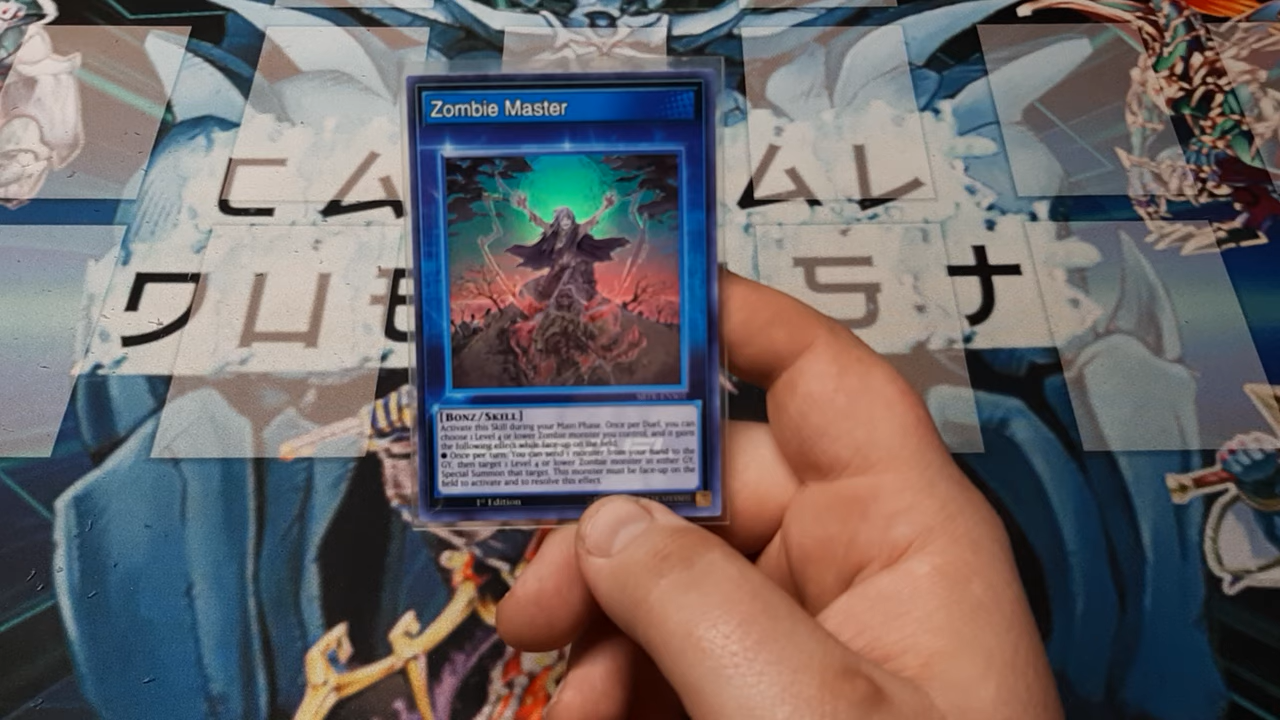 Zombie Master
CA AL
DUE ST
[BONZ/SKILL]
Activate this Skill during your Main Phase. Once per Duel, you can
choose 1 Level 4 or lower Zombie monster you control, and it gains
the following effect while face-up on the field.
● Once per turn: You can send 1 monster from your hand to the
GY, then target 1 Level 4 or lower Zombie monster in either GY;
Special Summon that target. This monster must be face-up on the
field to activate and to resolve this effect.
1st Edition